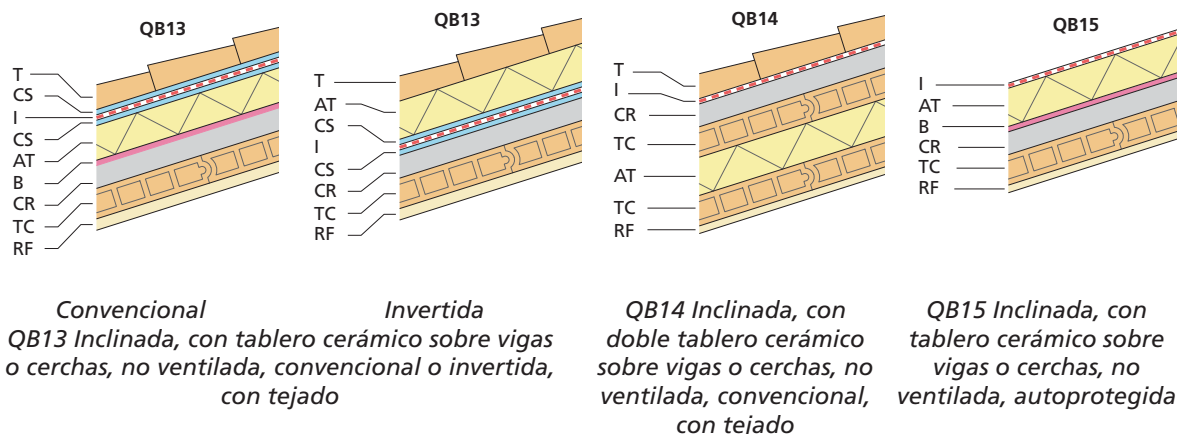 QB13
T
CS
I
CS
AT
B
CR
TC
RF
QB13
T
AT
CS
I
CS
CR
TC
RF
QB14
T
I
CR
TC
AT
TC
RF
QB15
I
AT
B
CR
TC
RF
Convencional Invertida
QB13 Inclinada, con tablero cerámico sobre vigas
o cerchas, no ventilada, convencional o invertida,
con tejado
QB14 Inclinada, con
doble tablero cerámico
sobre vigas o cerchas, no
ventilada, convencional,
con tejado
QB15 Inclinada, con
tablero cerámico sobre
vigas o cerchas, no
ventilada, autoprotegida